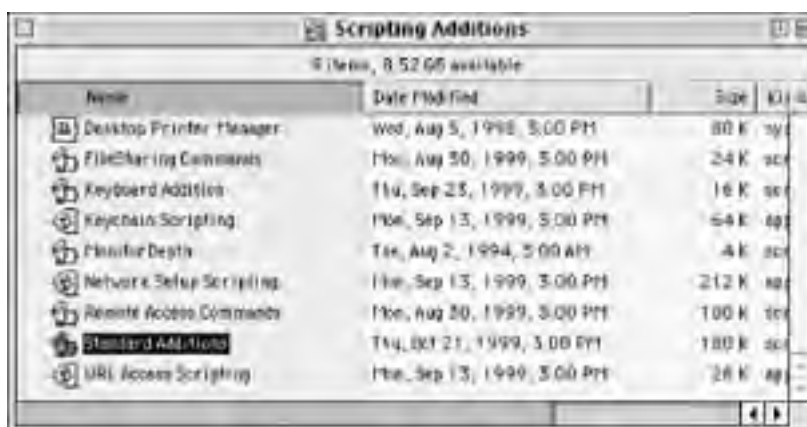 Scripting Additions
9 items, 8.52 GB available
Name Date Modified Size
Desktop Printer Manager Wed, Aug 5, 1998, 5:00 PM 80 K
FileSharing Commands Mon, Aug 30, 1999, 5:00 PM 24 K
Keyboard Addition Thu, Sep 23, 1999, 3:00 PM 16 K
Keychain Scripting Mon, Sep 13, 1999, 5:00 PM 64 K
Monitor Depth Tue, Aug 2, 1994, 5:00 AM 4 K
Network Setup Scripting Sep 13, 1999, 3:00 PM 212 K
Remote Access Commands Mon, Aug 30, 1999, 5:00 PM 100 K
Standard Additions Thu, Oct 21, 1999, 3:00 PM 180 K
URL Access Scripting Mon, Sep 13, 1999, 5:00 PM 28 K